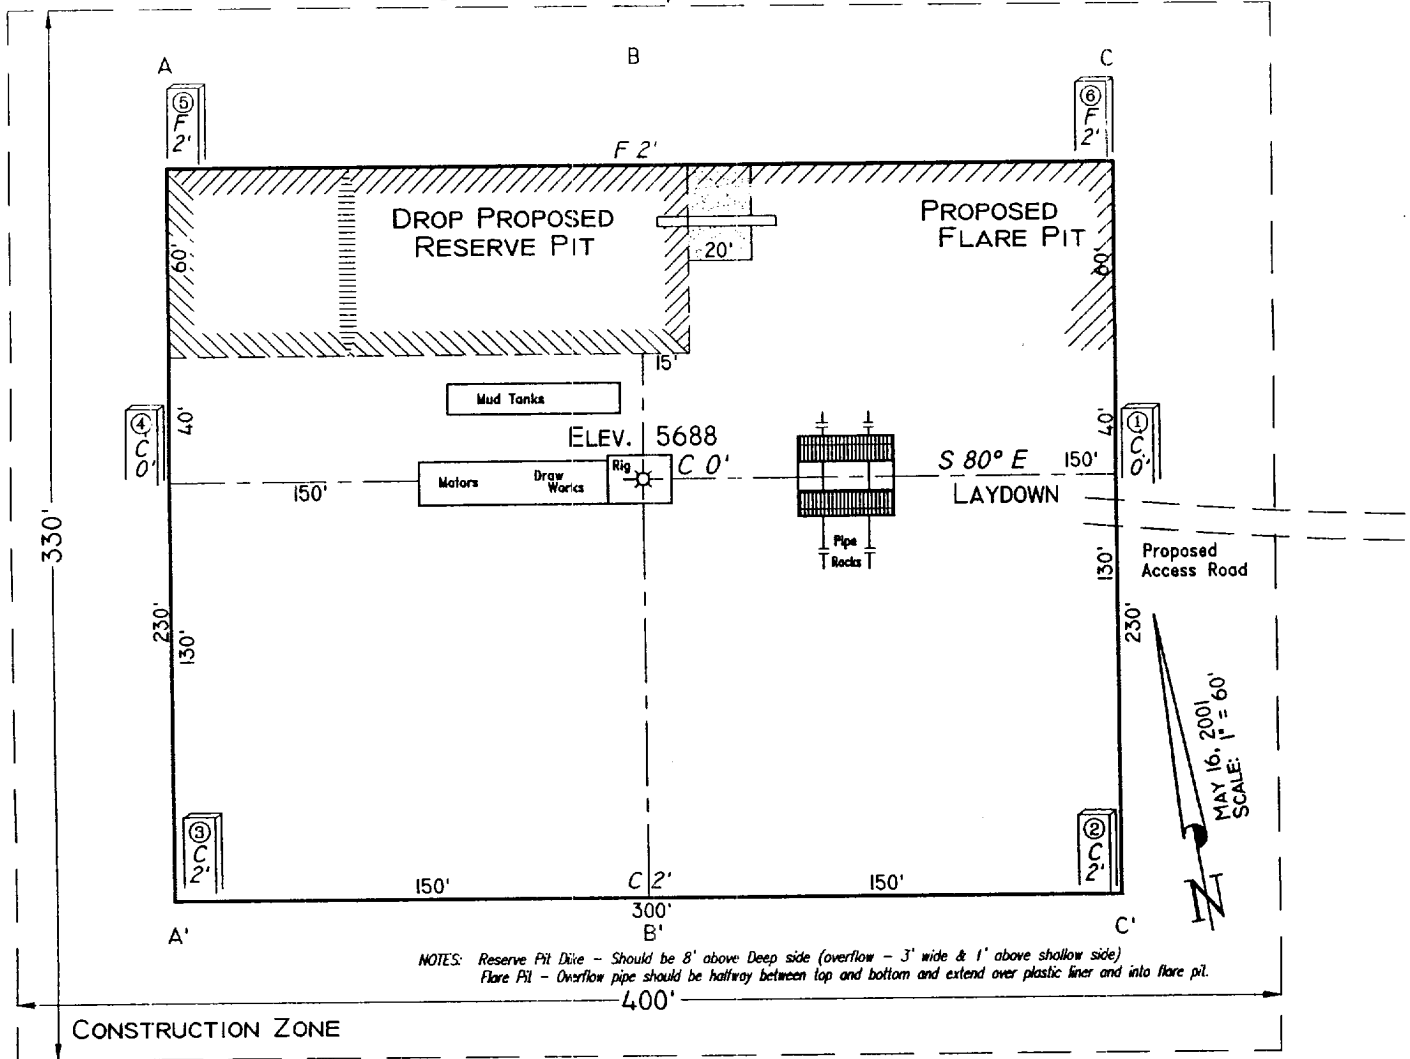 A
B
C
⑤
F
2'
⑥
F
2'
F 2'
DROP PROPOSED
RESERVE PIT
PROPOSED
FLARE PIT
60'
20'
60'
15'
Mud Tanks
40'
④
C
0'
ELEV. 5688
C 0'
Rig
Motors
Draw
Works
150'
S 80° E
150'
LAYDOWN
40'
①
C
0'
Pipe
Racks
Proposed
Access Road
330'
230'
130'
130'
230'
MAY 16, 2001
SCALE: 1" = 60'
N
③
C
2'
②
C
2'
150'
C 2'
150'
300'
A'
B'
C'
NOTES: Reserve Pit Dike - Should be 8' above Deep side (overflow - 3' wide & 1' above shallow side)
Flare Pit - Overflow pipe should be halfway between top and bottom and extend over plastic liner and into flare pit.
400'
CONSTRUCTION ZONE